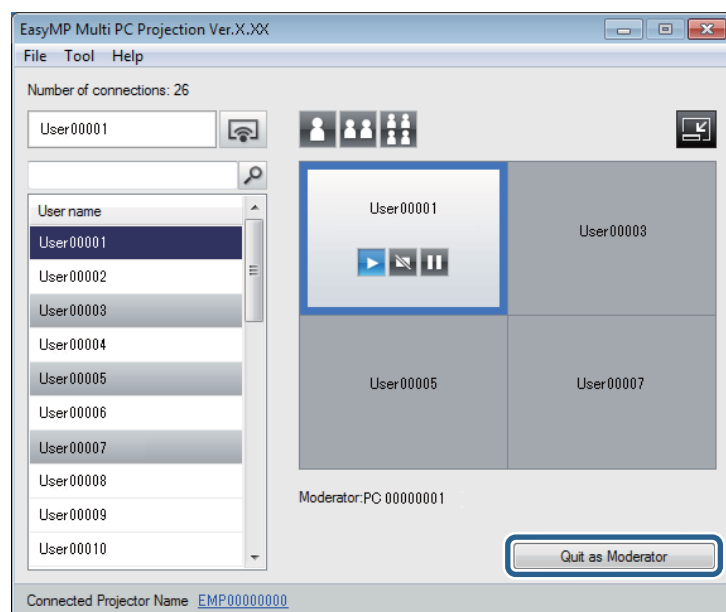 EasyMP Multi PC Projection Ver.X.XX
File Tool Help
Number of connections: 26
User00001
User name
User00001
User00002
User00003
User00004
User00005
User00006
User00007
User00008
User00009
User00010
User00001
User00003
User00005
User00007
Moderator:PC 00000001
Quit as Moderator
Connected Projector Name EMP00000000